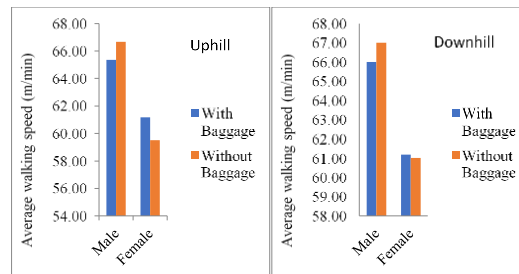 Uphill
Average walking speed (m/min)
68.00
66.00
64.00
62.00
60.00
58.00
56.00
54.00
Male
Female
With
Baggage
Without
Baggage
Downhill
Average walking speed (m/min)
68.00
67.00
66.00
65.00
64.00
63.00
62.00
61.00
60.00
59.00
58.00
Male
Female
With
Baggage
Without
Baggage